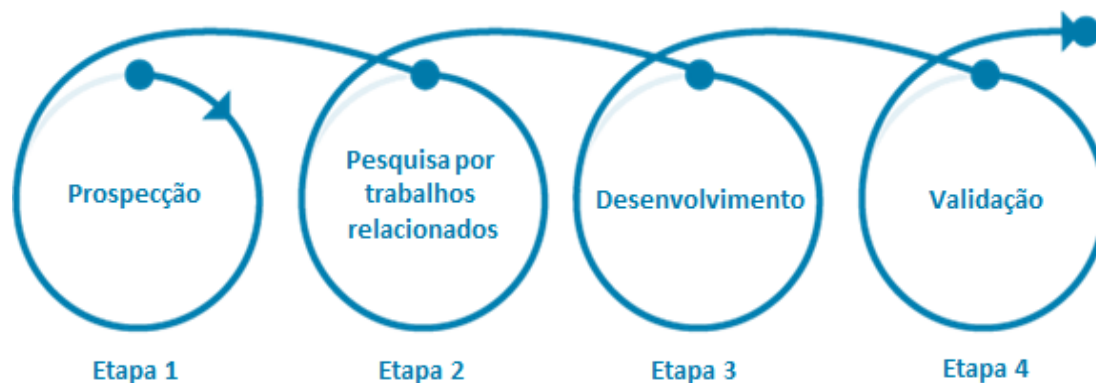 Prospecção
Pesquisa por
trabalhos
relacionados
Desenvolvimento
Validação
Etapa 1
Etapa 2
Etapa 3
Etapa 4